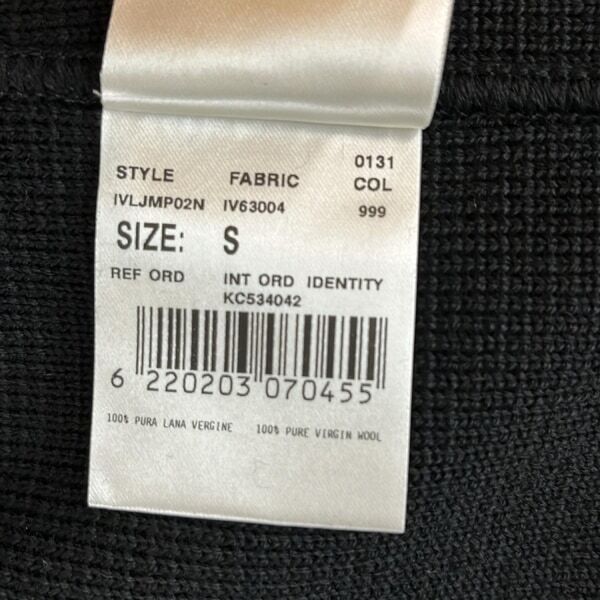 0131
STYLE FABRIC COL
IVLJMP02N IV63004 999
SIZE: S
REF ORD INT ORD IDENTITY
KC534042
6 220203 070455
100% PURA LANA VERGINE 100% PURE VIRGIN WOOL